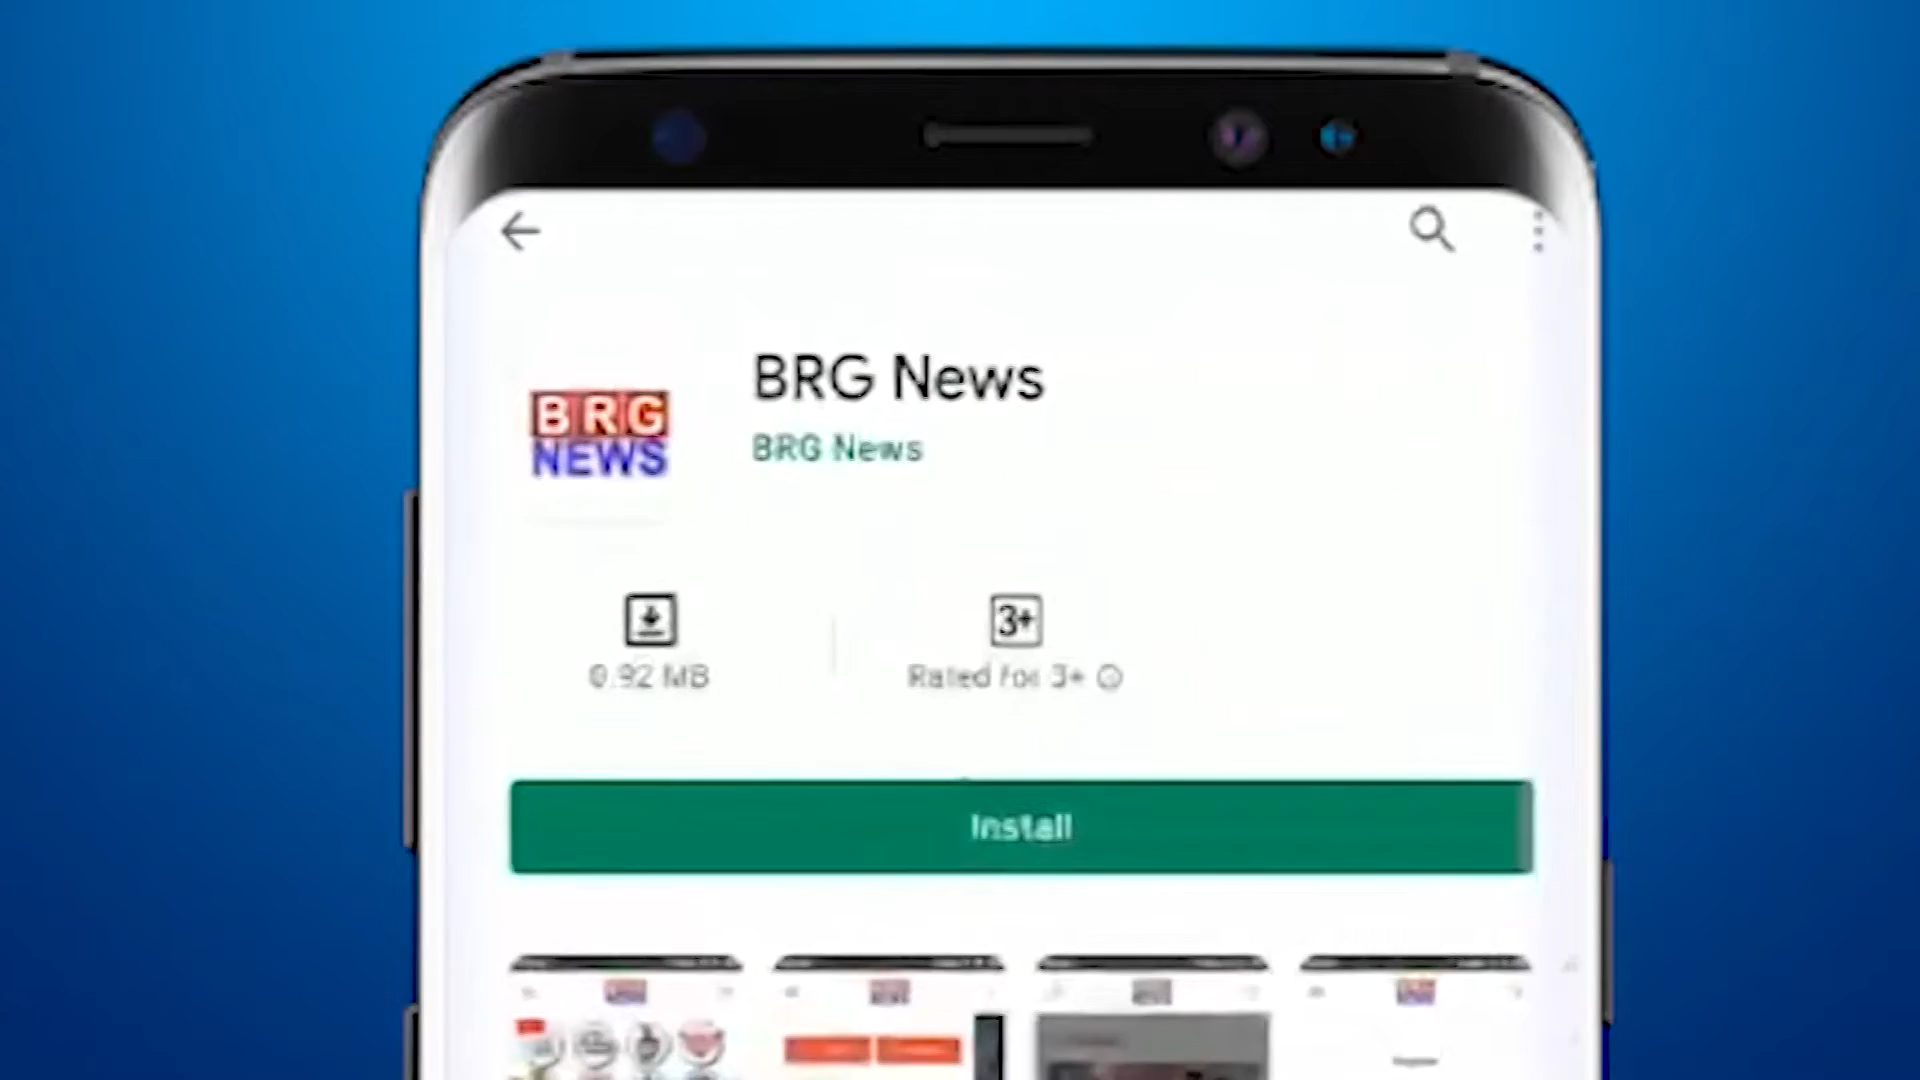 BRG News
BRG
NEWS
BRG News
3+
0.92 MB
Rated for 3+
Install